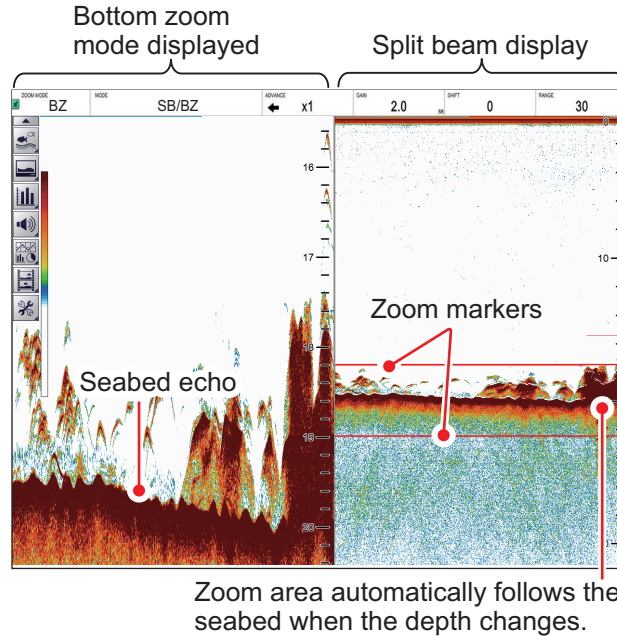 Bottom zoom
mode displayed
Split beam display
ZOOM MODE
BZ
MODE
SB/BZ
ADVANCE
x1
GAIN
2.0
SB
SHIFT
0
RANGE
30
16
17
18
19
20
10
Zoom markers
Seabed echo
Zoom area automatically follows the
seabed when the depth changes.